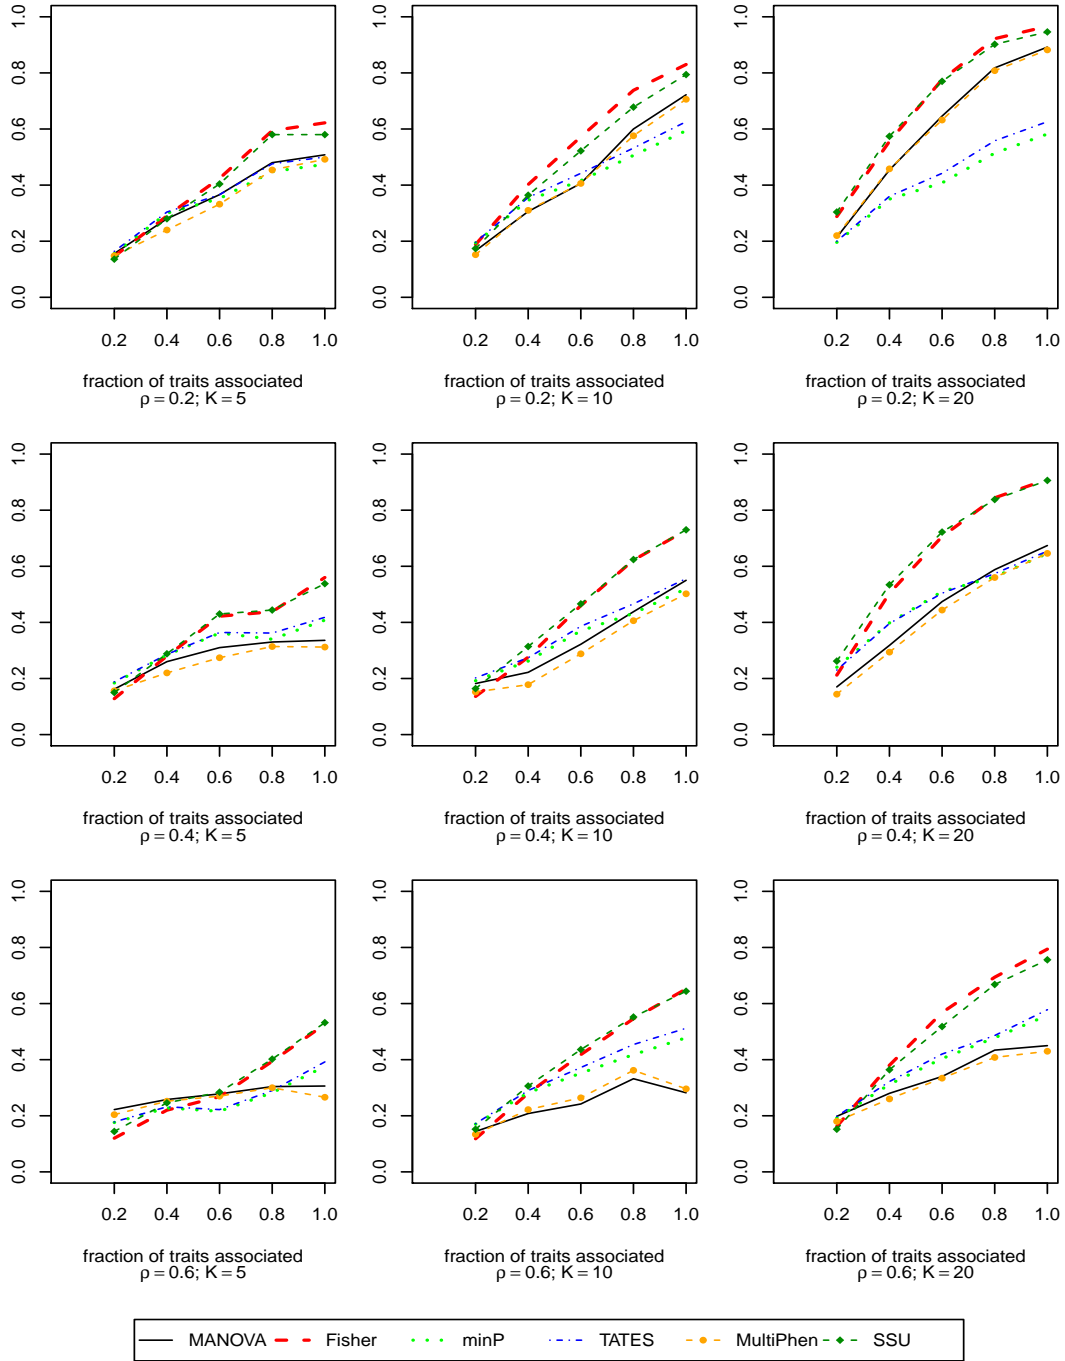 0.0 0.2 0.4 0.6 0.8 1.0
0.2 0.4 0.6 0.8 1.0
fraction of traits associated
ρ = 0.2; K = 5
0.0 0.2 0.4 0.6 0.8 1.0
0.2 0.4 0.6 0.8 1.0
fraction of traits associated
ρ = 0.2; K = 10
0.0 0.2 0.4 0.6 0.8 1.0
0.2 0.4 0.6 0.8 1.0
fraction of traits associated
ρ = 0.2; K = 20
0.0 0.2 0.4 0.6 0.8 1.0
0.2 0.4 0.6 0.8 1.0
fraction of traits associated
ρ = 0.4; K = 5
0.0 0.2 0.4 0.6 0.8 1.0
0.2 0.4 0.6 0.8 1.0
fraction of traits associated
ρ = 0.4; K = 10
0.0 0.2 0.4 0.6 0.8 1.0
0.2 0.4 0.6 0.8 1.0
fraction of traits associated
ρ = 0.4; K = 20
0.0 0.2 0.4 0.6 0.8 1.0
0.2 0.4 0.6 0.8 1.0
fraction of traits associated
ρ = 0.6; K = 5
0.0 0.2 0.4 0.6 0.8 1.0
0.2 0.4 0.6 0.8 1.0
fraction of traits associated
ρ = 0.6; K = 10
0.0 0.2 0.4 0.6 0.8 1.0
0.2 0.4 0.6 0.8 1.0
fraction of traits associated
ρ = 0.6; K = 20
MANOVA Fisher minP TATES MultiPhen SSU